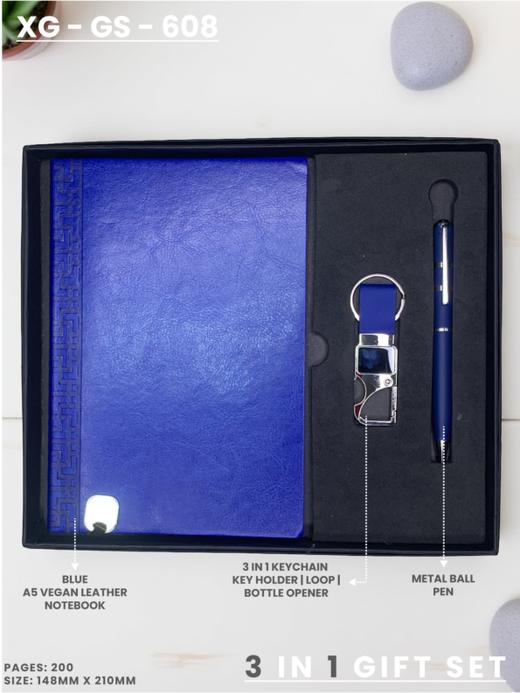 XG - GS - 608
BLUE
A5 VEGAN LEATHER
NOTEBOOK
3 IN 1 KEYCHAIN
KEY HOLDER | LOOP |
BOTTLE OPENER
METAL BALL
PEN
PAGES: 200
SIZE: 148MM X 210MM
3 IN 1 GIFT SET